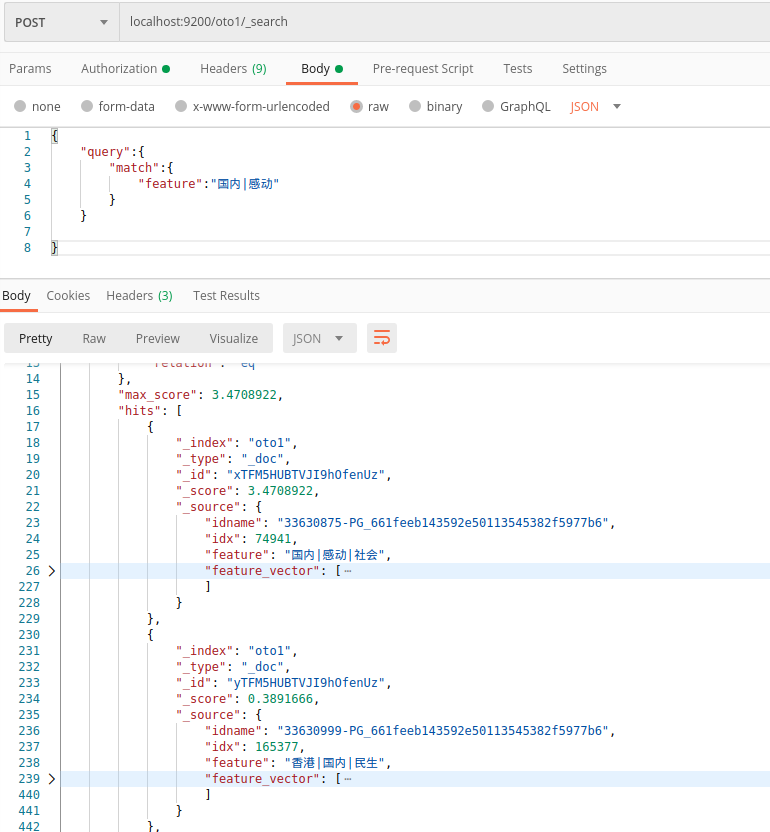 POST localhost:9200/oto1/_search
Params Authorization Headers (9) Body Pre-request Script Tests Settings
none form-data x-www-form-urlencoded raw binary GraphQL JSON
1 {
2 "query":{
3 "match":{
4 "feature":"国内|感动"
5 }
6 }
7
8 }
Body Cookies Headers (3) Test Results
Pretty Raw Preview Visualize JSON
13 "relation": "eq"
14 },
15 "max_score": 3.4708922,
16 "hits": [
17 {
18 "_index": "oto1",
19 "_type": "_doc",
20 "_id": "xTFM5HUBTVJI9hOfenUz",
21 "_score": 3.4708922,
22 "_source": {
23 "idname": "33630875-PG_661feeb143592e50113545382f5977b6",
24 "idx": 74941,
25 "feature": "国内|感动|社会",
26 "feature_vector": [⋯
227 ]
228 }
229 },
230 {
231 "_index": "oto1",
232 "_type": "_doc",
233 "_id": "yTFM5HUBTVJI9hOfenUz",
234 "_score": 0.3891666,
235 "_source": {
236 "idname": "33630999-PG_661feeb143592e50113545382f5977b6",
237 "idx": 165377,
238 "feature": "香港|国内|民生",
239 "feature_vector": [⋯
440 ]
441 }
442 },